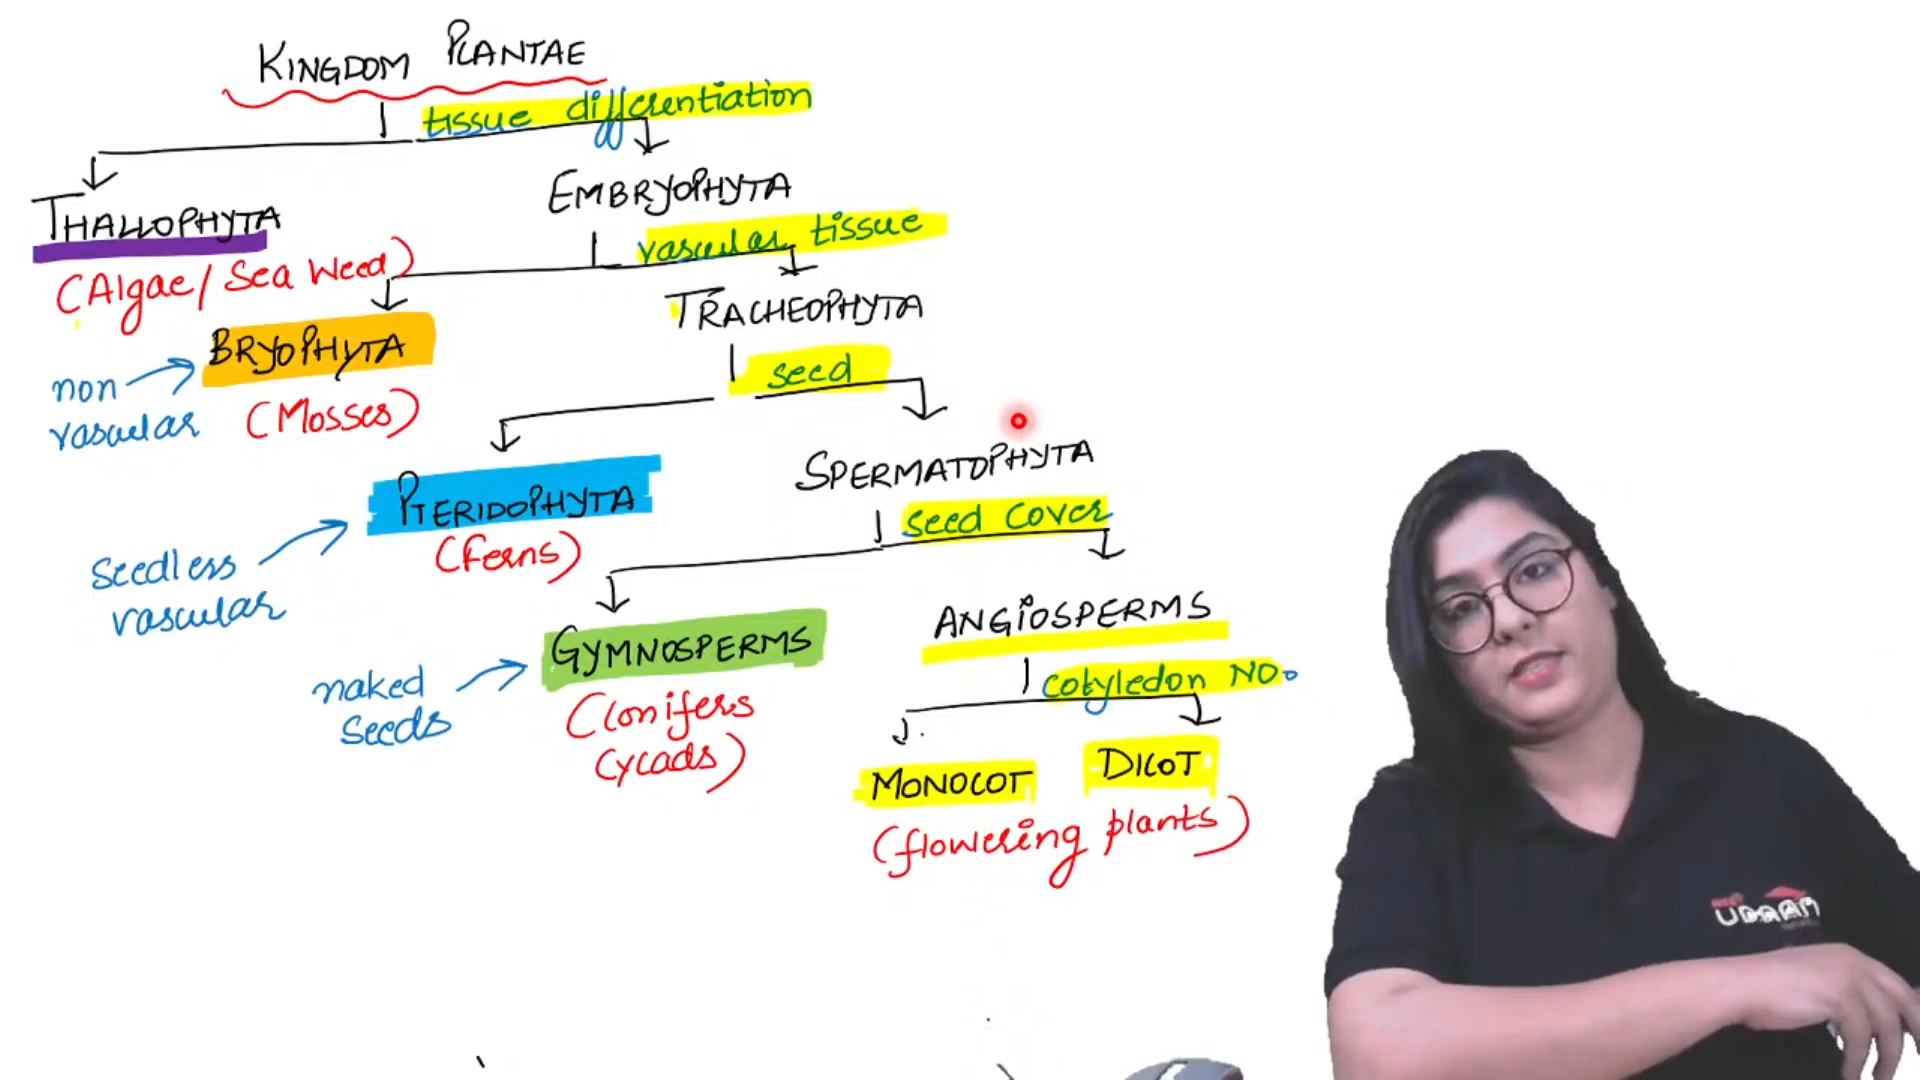 KINGDOM PLANTAE
tissue differentiation
THALLOPHYTA
(Algae/Sea Weed)
EMBRYOPHYTA
vascular tissue
BRYOPHYTA
(Mosses)
non
vascular
TRACHEOPHYTA
seed
PTERIDOPHYTA
(Ferns)
Seedless
vascular
SPERMATOPHYTA
seed cover
GYMNOSPERMS
(Conifers
Cycads)
naked
seeds
ANGIOSPERMS
cotyledon NO.
MONOCOT
DICOT
(flowering plants)
UDAAN